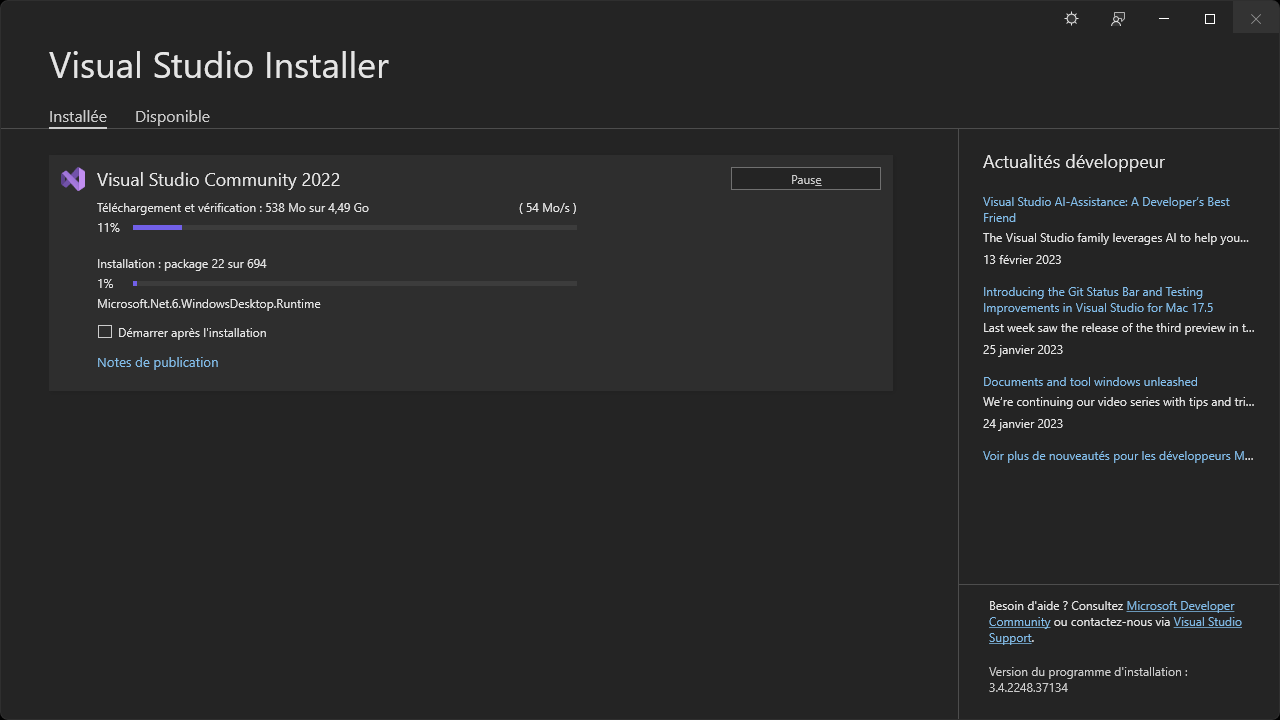 Visual Studio Installer
Installée
Disponible
Visual Studio Community 2022
Pause
Téléchargement et vérification : 538 Mo sur 4,49 Go
( 54 Mo/s )
11%
Installation : package 22 sur 694
1%
Microsoft.Net.6.WindowsDesktop.Runtime
Démarrer après l'installation
Notes de publication
Actualités développeur
Visual Studio AI-Assistance: A Developer's Best
Friend
The Visual Studio family leverages AI to help you...
13 février 2023
Introducing the Git Status Bar and Testing
Improvements in Visual Studio for Mac 17.5
Last week saw the release of the third preview in t...
25 janvier 2023
Documents and tool windows unleashed
We're continuing our video series with tips and tri...
24 janvier 2023
Voir plus de nouveautés pour les développeurs M...
Besoin d'aide ? Consultez Microsoft Developer
Community ou contactez-nous via Visual Studio
Support.
Version du programme d'installation :
3.4.2248.37134